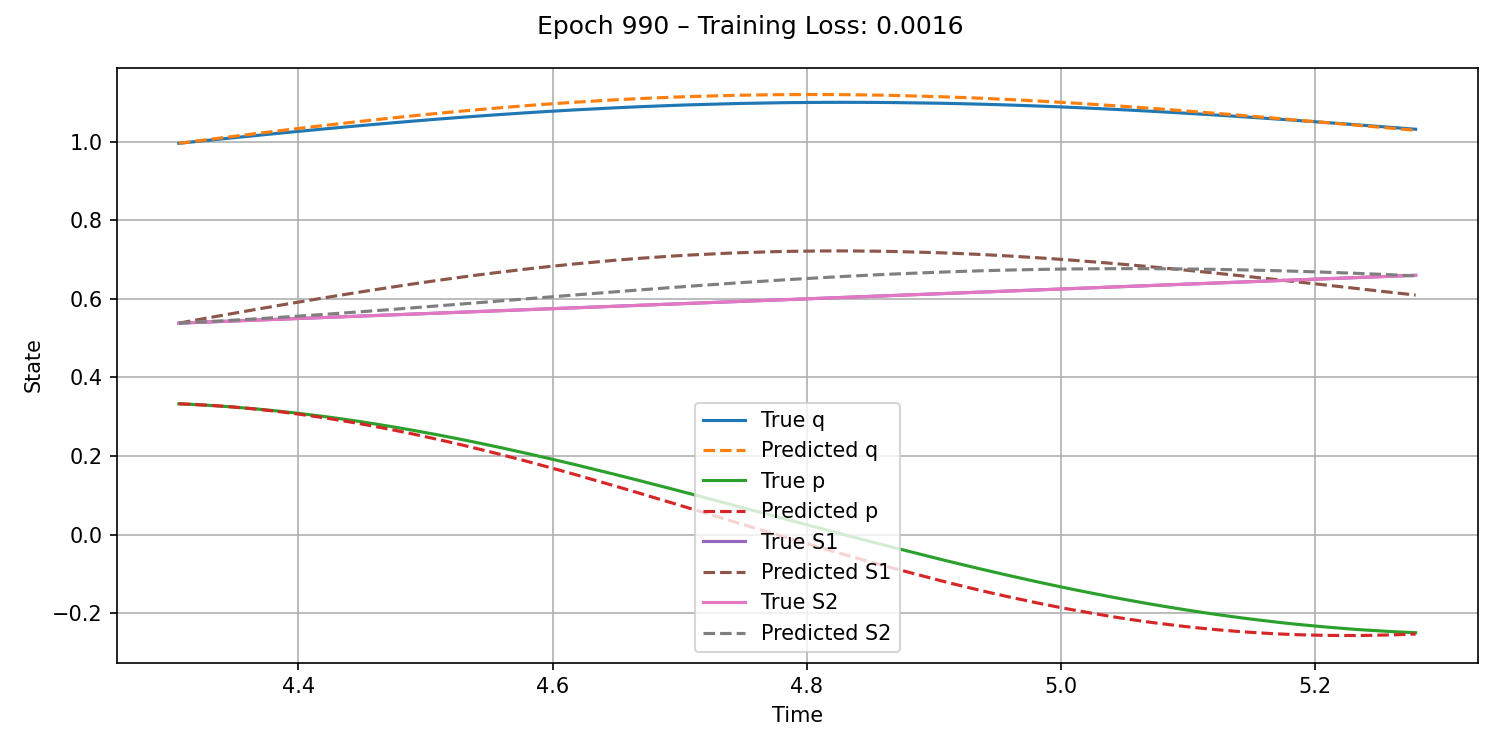 Epoch 990 – Training Loss: 0.0016
1.0
0.8
0.6
0.4
0.2
0.0
−0.2
State
True q
Predicted q
True p
Predicted p
True S1
Predicted S1
True S2
Predicted S2
4.4 4.6 4.8 5.0 5.2
Time